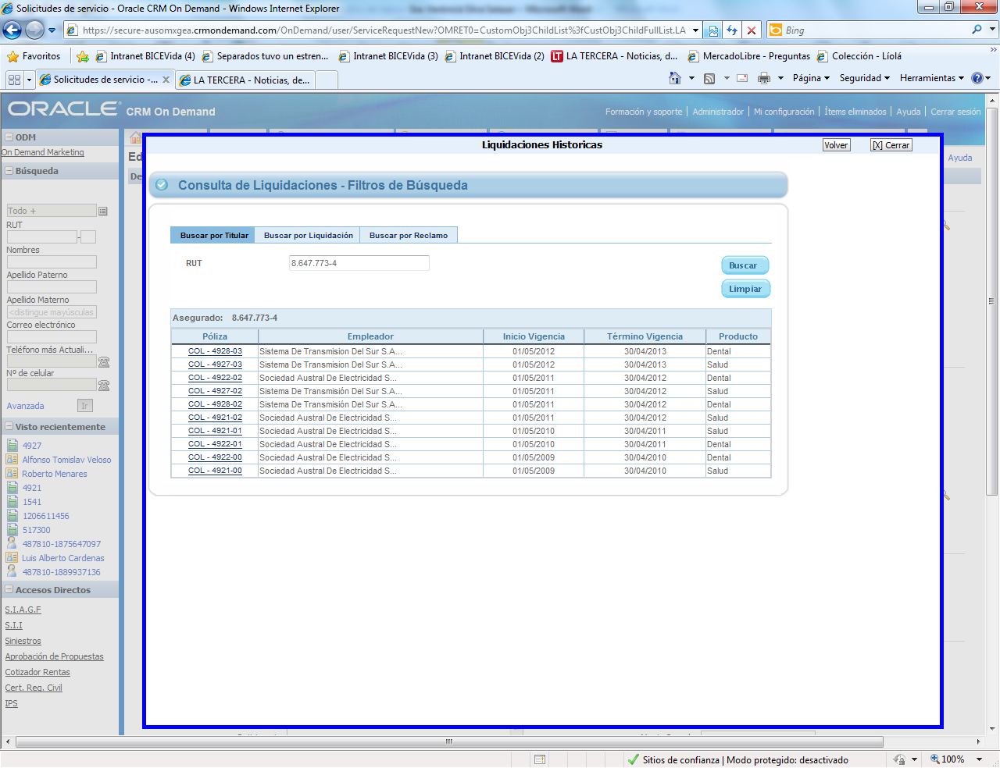 Solicitudes de servicio - Oracle CRM On Demand - Windows Internet Explorer
https://secure-ausomxgea.crmondemand.com/OnDemand/user/ServiceRequestNew?OMRET0=CustomObj3ChildList%3fCustObj3ChildFullList.LA
Bing
Favoritos
Intranet BICEVida (4)
Separados tuvo un estren...
Intranet BICEVida (3)
Intranet BICEVida (2)
LA TERCERA - Noticias, d...
MercadoLibre - Preguntas
Colección - Líolá
Solicitudes de servicio -...
LA TERCERA - Noticias, de...
Página
Seguridad
Herramientas
ORACLE CRM On Demand
Formación y soporte | Administrador | Mi configuración | Ítems eliminados | Ayuda | Cerrar sesión
ODM
On Demand Marketing
Búsqueda
Todo +
RUT
-
Nombres
Apellido Paterno
Apellido Materno
<distingue mayúsculas
Correo electrónico
Teléfono más Actuali...
Nº de celular
Avanzada
Ir
Visto recientemente
4927
Alfonso Tomislav Veloso
Roberto Menares
4921
1541
1206611456
517300
487810-1875647097
Luis Alberto Cardenas
487810-1889937136
Accesos Directos
S.I.A.G.F
S.I.I
Siniestros
Aprobación de Propuestas
Cotizador Rentas
Cert. Reg. Civil
IPS
Ed
De
Ayuda
Liquidaciones Historicas
Volver
[X] Cerrar
Consulta de Liquidaciones - Filtros de Búsqueda
Buscar por Titular
Buscar por Liquidación
Buscar por Reclamo
RUT
8.647.773-4
Buscar
Limpiar
Asegurado: 8.647.773-4
Póliza Empleador Inicio Vigencia Término Vigencia Producto
COL - 4928-03 Sistema De Transmision Del Sur S.A... 01/05/2012 30/04/2013 Dental
COL - 4927-03 Sistema De Transmision Del Sur S.A... 01/05/2012 30/04/2013 Salud
COL - 4922-02 Sociedad Austral De Electricidad S... 01/05/2011 30/04/2012 Dental
COL - 4927-02 Sistema De Transmisión Del Sur S.A... 01/05/2011 30/04/2012 Salud
COL - 4928-02 Sistema De Transmisión Del Sur S.A... 01/05/2011 30/04/2012 Dental
COL - 4921-02 Sociedad Austral De Electricidad S... 01/05/2011 30/04/2012 Salud
COL - 4921-01 Sociedad Austral De Electricidad S... 01/05/2010 30/04/2011 Salud
COL - 4922-01 Sociedad Austral De Electricidad S... 01/05/2010 30/04/2011 Dental
COL - 4922-00 Sociedad Austral De Electricidad S... 01/05/2009 30/04/2010 Dental
COL - 4921-00 Sociedad Austral De Electricidad S... 01/05/2009 30/04/2010 Salud
Sitios de confianza | Modo protegido: desactivado
100%